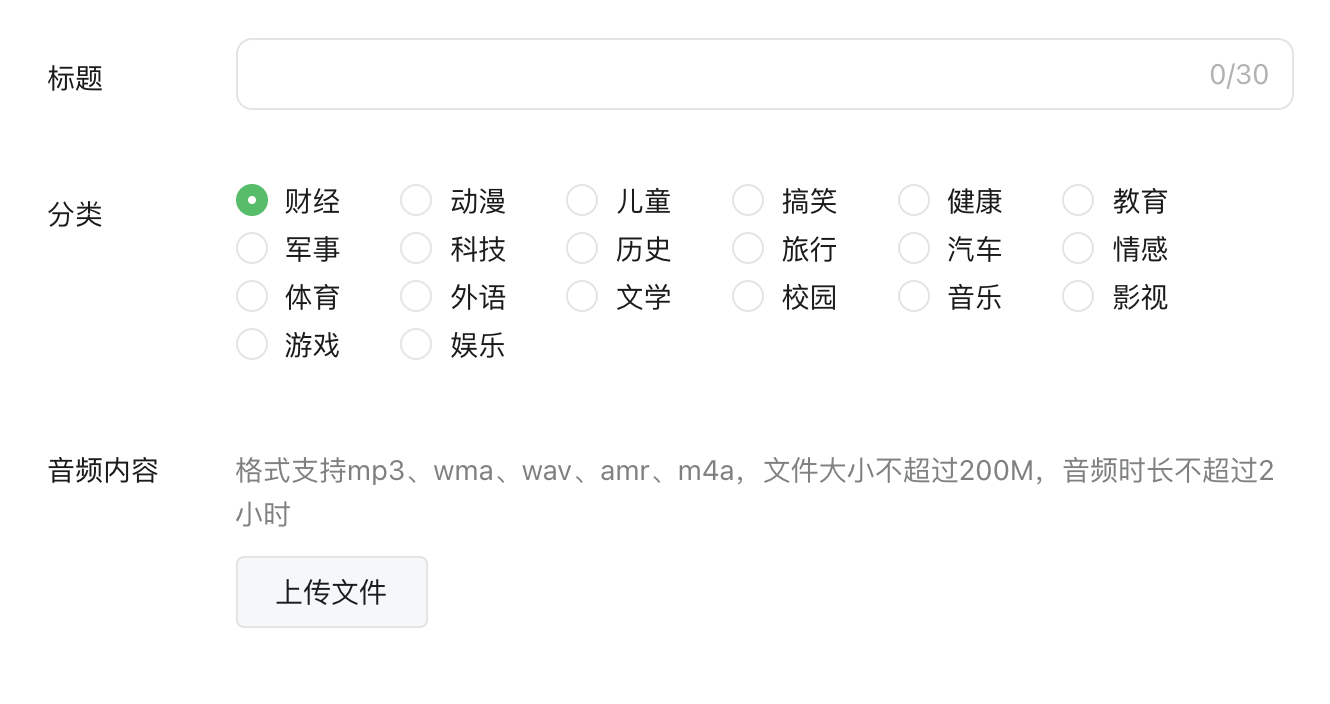 标题
0/30
分类
财经 动漫 儿童 搞笑 健康 教育
军事 科技 历史 旅行 汽车 情感
体育 外语 文学 校园 音乐 影视
游戏 娱乐
音频内容
格式支持mp3、wma、wav、amr、m4a，文件大小不超过200M，音频时长不超过2
小时
上传文件